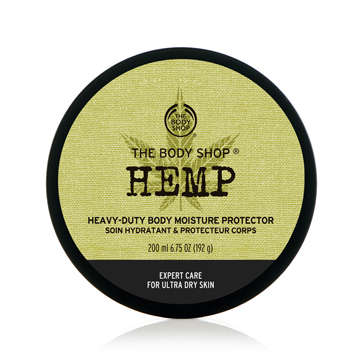 THE
BODY
SHOP
THE BODY SHOP ®
HEMP
HEAVY-DUTY BODY MOISTURE PROTECTOR
SOIN HYDRATANT & PROTECTEUR CORPS
200 ml 6.75 OZ (192 g)
EXPERT CARE
FOR ULTRA DRY SKIN